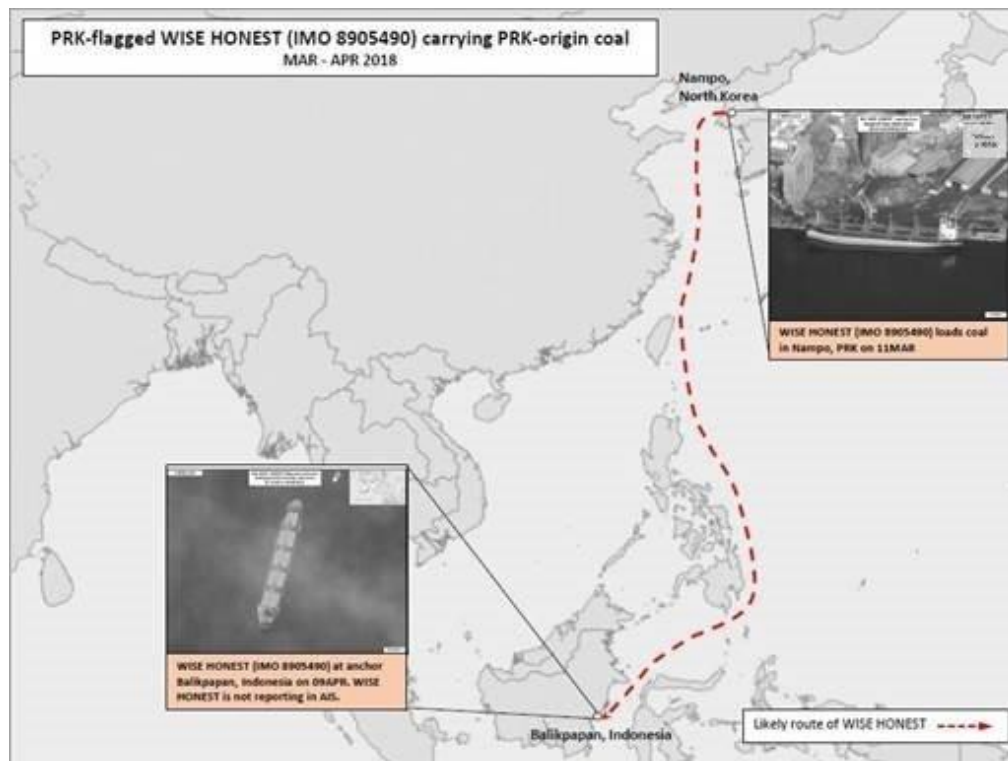 PRK-flagged WISE HONEST (IMO 8905490) carrying PRK-origin coal
MAR - APR 2018
Nampo,
North Korea
WISE HONEST (IMO 8905490) loads coal
in Nampo, PRK on 11MAR
WISE HONEST (IMO 8905490) at anchor
Balikpapan, Indonesia on 09APR. WISE
HONEST is not reporting in AIS.
Balikpapan, Indonesia
Likely route of WISE HONEST